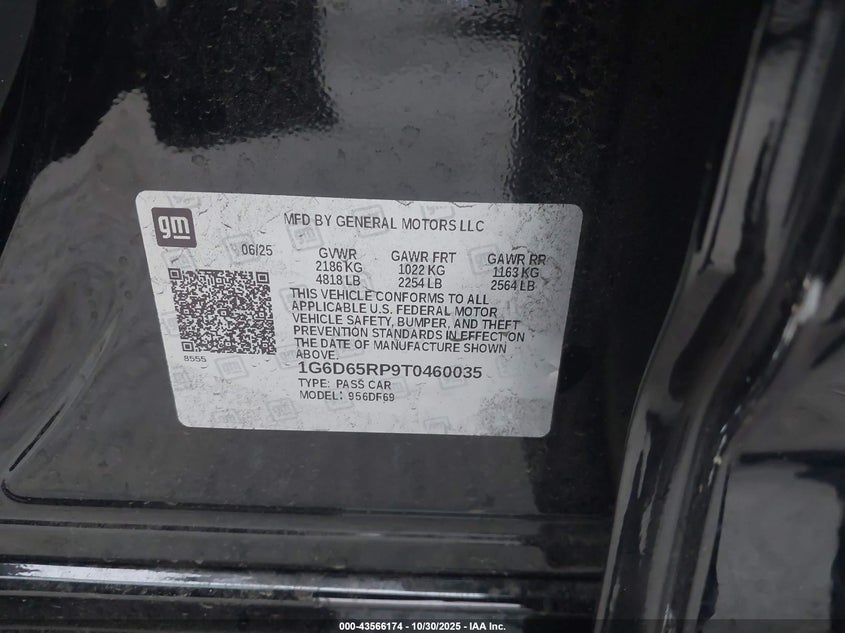 gm
MFD BY GENERAL MOTORS LLC
06/25
GVWR GAWR FRT GAWR RR
2186 KG 1022 KG 1163 KG
4818 LB 2254 LB 2564 LB
THIS VEHICLE CONFORMS TO ALL
APPLICABLE U.S. FEDERAL MOTOR
VEHICLE SAFETY, BUMPER, AND THEFT
PREVENTION STANDARDS IN EFFECT ON
THE DATE OF MANUFACTURE SHOWN
ABOVE.
8555
1G6D65RP9T0460035
TYPE: PASS CAR
MODEL: 956DF69
000-43566174 - 10/30/2025 - IAA Inc.